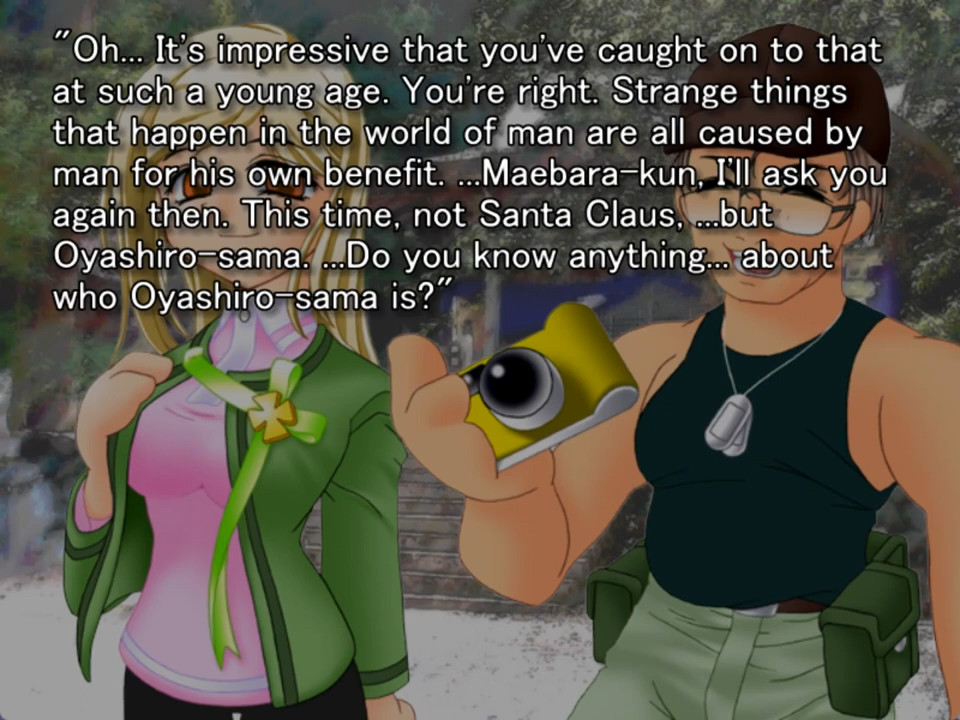 "Oh... It's impressive that you've caught on to that
at such a young age. You're right. Strange things
that happen in the world of man are all caused by
man for his own benefit. ...Maebara-kun, I'll ask you
again then. This time, not Santa Claus, ...but
Oyashiro-sama. ...Do you know anything... about
who Oyashiro-sama is?"